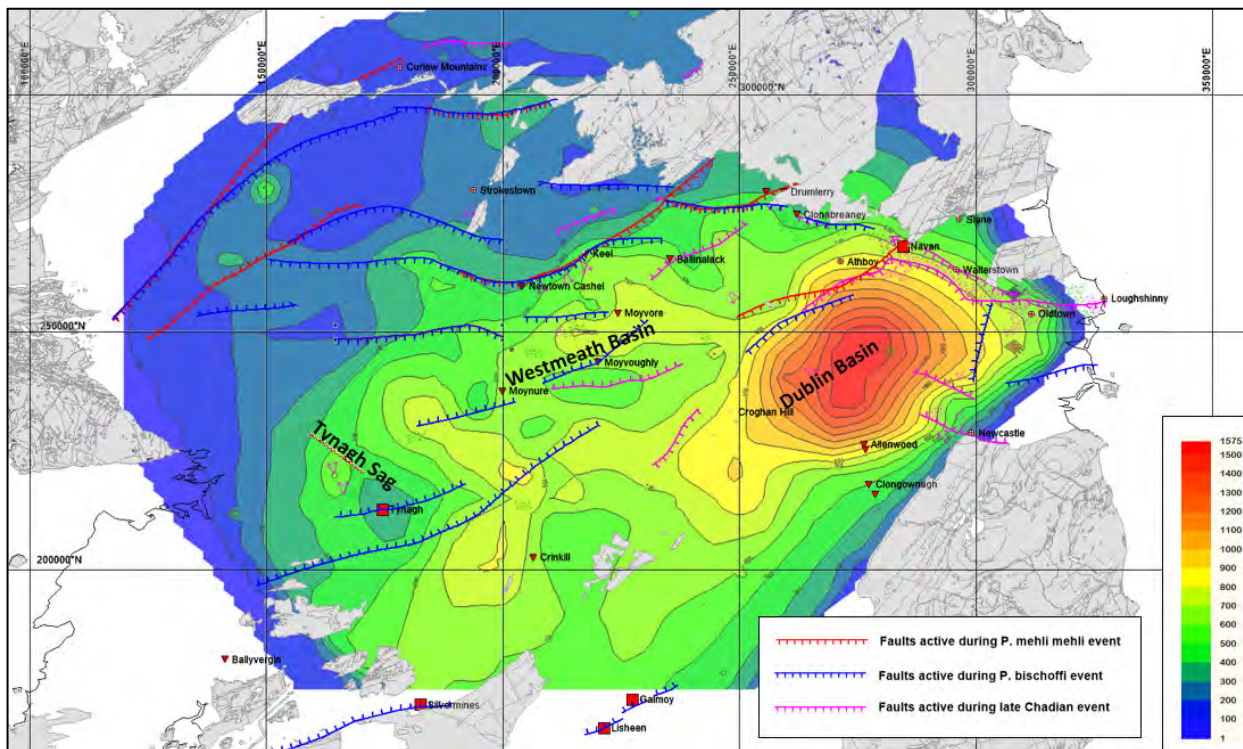 100000°E
150000°E
200000°E
250000°E
300000°E
300000°N
350000°E
Curlew Mountains
Strokestown
Drumlerry
Clonabreaney
Slane
Navan
Keel
Ballinalack
Athboy
Walterstown
Newtown Cashel
Loughshinny
Oldtown
250000°N
Moyvore
Westmeath Basin
Moyvoughly
Dublin Basin
Moynure
Croghan Hill
Newcastle
Allenwood
Tynagh Sag
Clongownagh
Tynagh
Crinkill
200000°N
Ballyvergin
Silvermines
Galmoy
Lisheen
Faults active during P. mehli mehli event
Faults active during P. bischoffi event
Faults active during late Chadian event
1575
1500
1400
1300
1200
1100
1000
900
800
700
600
500
400
300
200
100
1